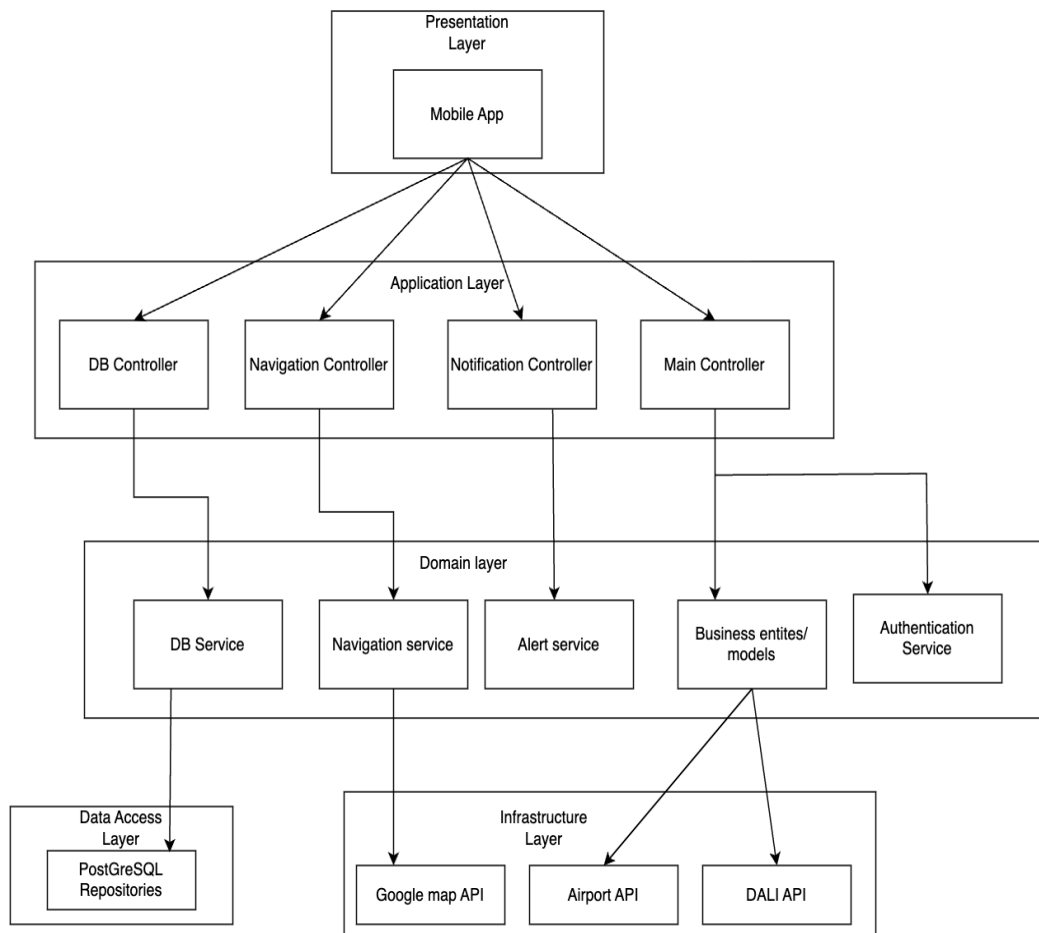 Presentation
Layer
Mobile App
Application Layer
DB Controller
Navigation Controller
Notification Controller
Main Controller
Domain layer
DB Service
Navigation service
Alert service
Business entites/
models
Authentication
Service
Data Access
Layer
PostGreSQL
Repositories
Infrastructure
Layer
Google map API
Airport API
DALI API